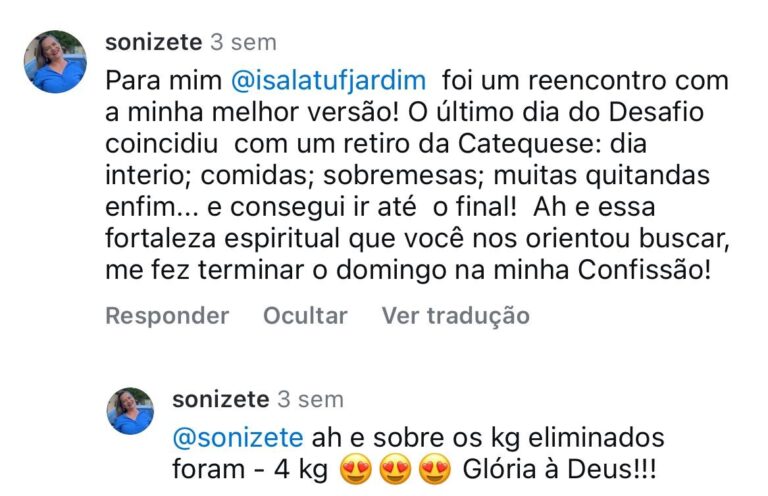 sonizete 3 sem
Para mim @isalatufjardim foi um reencontro com
a minha melhor versão! O último dia do Desafio
coincidiu com um retiro da Catequese: dia
interio; comidas; sobremesas; muitas quitandas
enfim... e consegui ir até o final! Ah e essa
fortaleza espiritual que você nos orientou buscar,
me fez terminar o domingo na minha Confissão!
Responder Ocultar Ver tradução
sonizete 3 sem
@sonizete ah e sobre os kg eliminados
foram - 4 kg 😍😍😍 Glória à Deus!!!